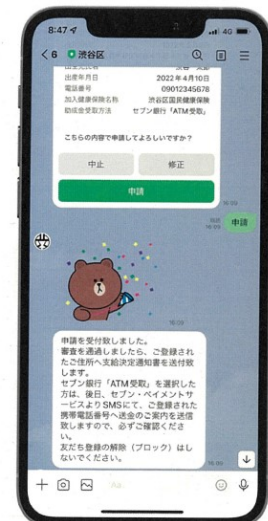 8:47
4G
6 渋谷区
出産年月日 2022年4月10日
電話番号 09012345678
加入健康保険名称 渋谷区国民健康保険
助成金受取方法 セブン銀行「ATM受取」
こちらの内容で申請してよろしいですか?
中止 修正
申請
16:09
既読
16:09 申請
16:09
申請を受付致しました。
審査を通過しましたら、ご登録され
たご住所へ支給決定通知書を送付致
します。
セブン銀行「ATM受取」を選択した
方は、後日、セブン・ペイメントサ
ービスよりSMSにて、ご登録された
携帯電話番号へ送金のご案内を送信
致しますので、必ずご確認くださ
い。
友だち登録の解除（ブロック）はし
ないでください。
16:09
Aa